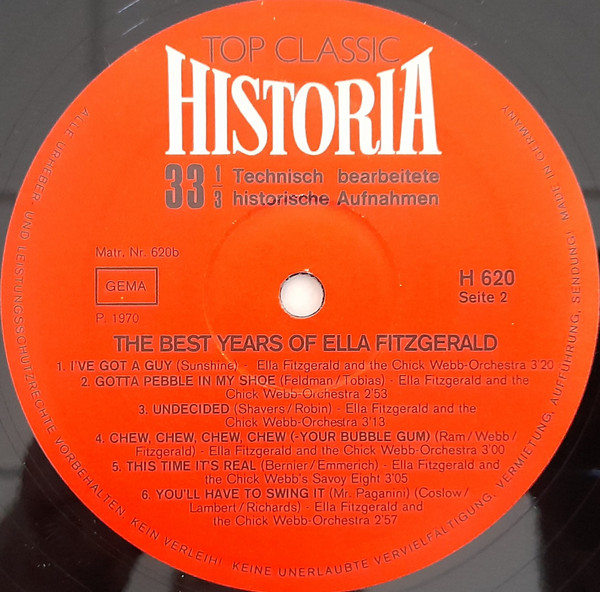 TOP CLASSIC
HISTORIA
33 1/3 Technisch bearbeitete
historische Aufnahmen
Matr. Nr. 620b
GEMA
P. 1970
H 620
Seite 2
THE BEST YEARS OF ELLA FITZGERALD
1. I'VE GOT A GUY (Sunshine) - Ella Fitzgerald and the Chick Webb-Orchestra 3'20
2. GOTTA PEBBLE IN MY SHOE (Feldman/Tobias) - Ella Fitzgerald and the
Chick Webb-Orchestra 2'53
3. UNDECIDED (Shavers/Robin) - Ella Fitzgerald and the
Chick Webb-Orchestra 3'13
4. CHEW, CHEW, CHEW, CHEW (-YOUR BUBBLE GUM) (Ram/Webb/
Fitzgerald) - Ella Fitzgerald and the Chick Webb-Orchestra 3'00
5. THIS TIME IT'S REAL (Bernier/Emmerich) - Ella Fitzgerald and
the Chick Webb's Savoy Eight 3'05
6. YOU'LL HAVE TO SWING IT (Mr. Paganini) (Coslow/
Lambert/Richards) - Ella Fitzgerald and
the Chick Webb-Orchestra 2'57
ALLE URHEBER- UND LEISTUNGSSCHUTZRECHTE VORBEHALTEN. KEIN VERLEIH! KEINE UNERLAUBTE VERVIELFÄLTIGUNG, VERMIETUNG, AUFFÜHRUNG, SENDUNG! MADE IN GERMANY